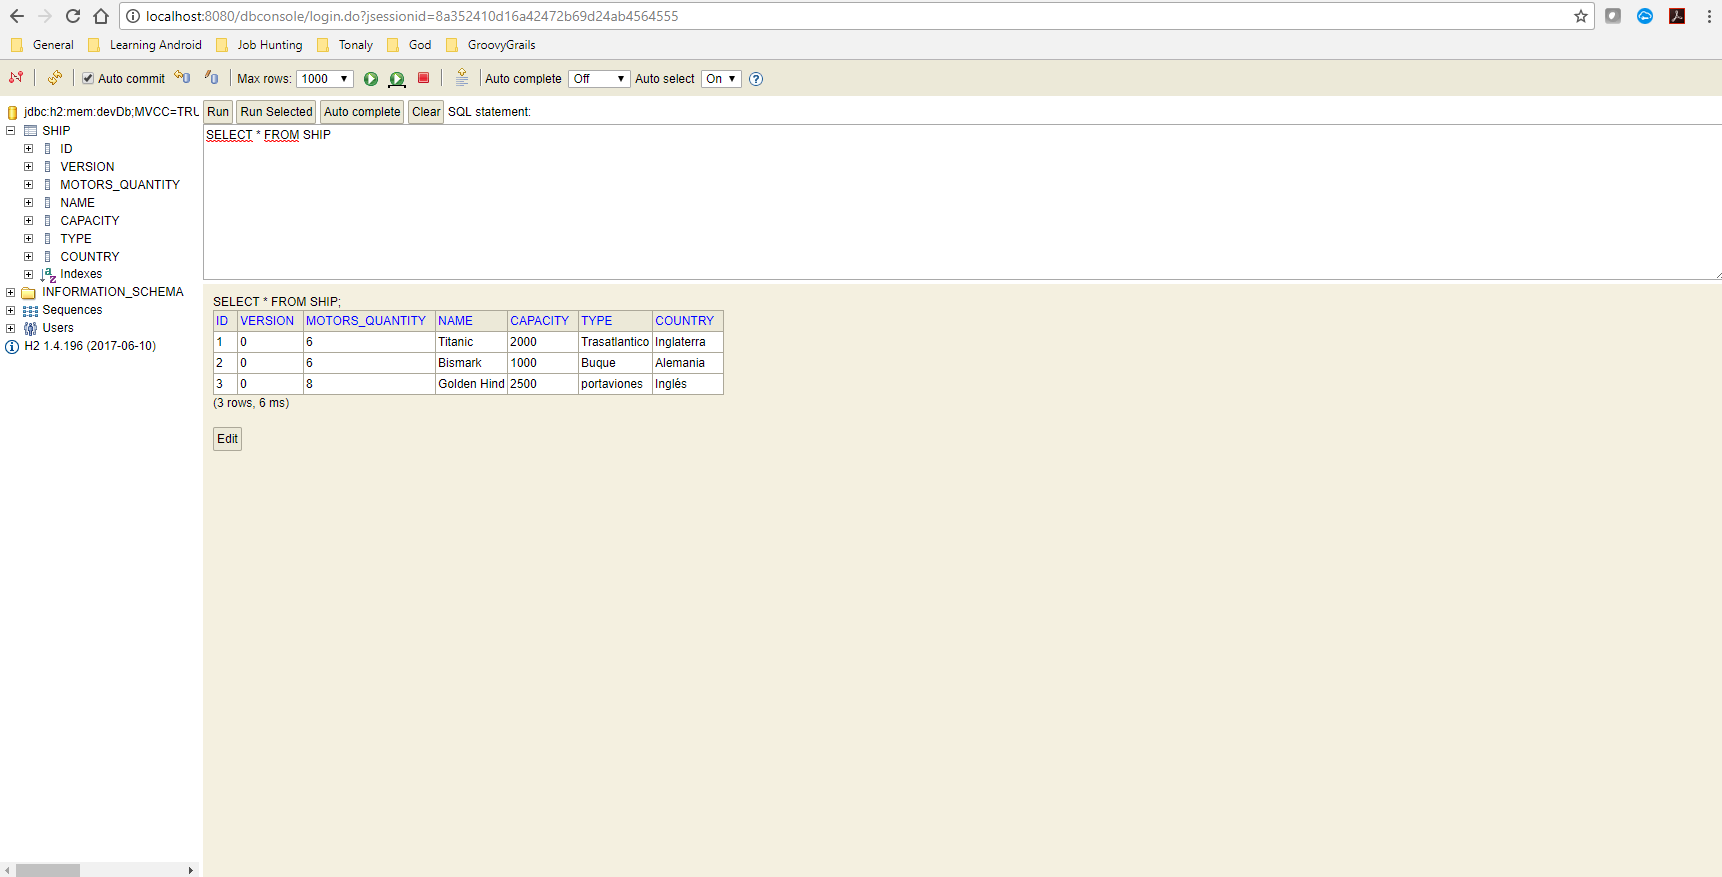 localhost:8080/dbconsole/login.do?jsessionid=8a352410d16a42472b69d24ab4564555
General Learning Android Job Hunting Tonaly God GroovyGrails
Auto commit Max rows: 1000 Auto complete Off Auto select On ?
jdbc:h2:mem:devDb;MVCC=TRU
SHIP
ID
VERSION
MOTORS_QUANTITY
NAME
CAPACITY
TYPE
COUNTRY
Indexes
INFORMATION_SCHEMA
Sequences
Users
H2 1.4.196 (2017-06-10)
Run Run Selected Auto complete Clear SQL statement:
SELECT * FROM SHIP
SELECT * FROM SHIP;
ID VERSION MOTORS_QUANTITY NAME CAPACITY TYPE COUNTRY
1 0 6 Titanic 2000 Trasatlantico Inglaterra
2 0 6 Bismark 1000 Buque Alemania
3 0 8 Golden Hind 2500 portaviones Inglés
(3 rows, 6 ms)
Edit